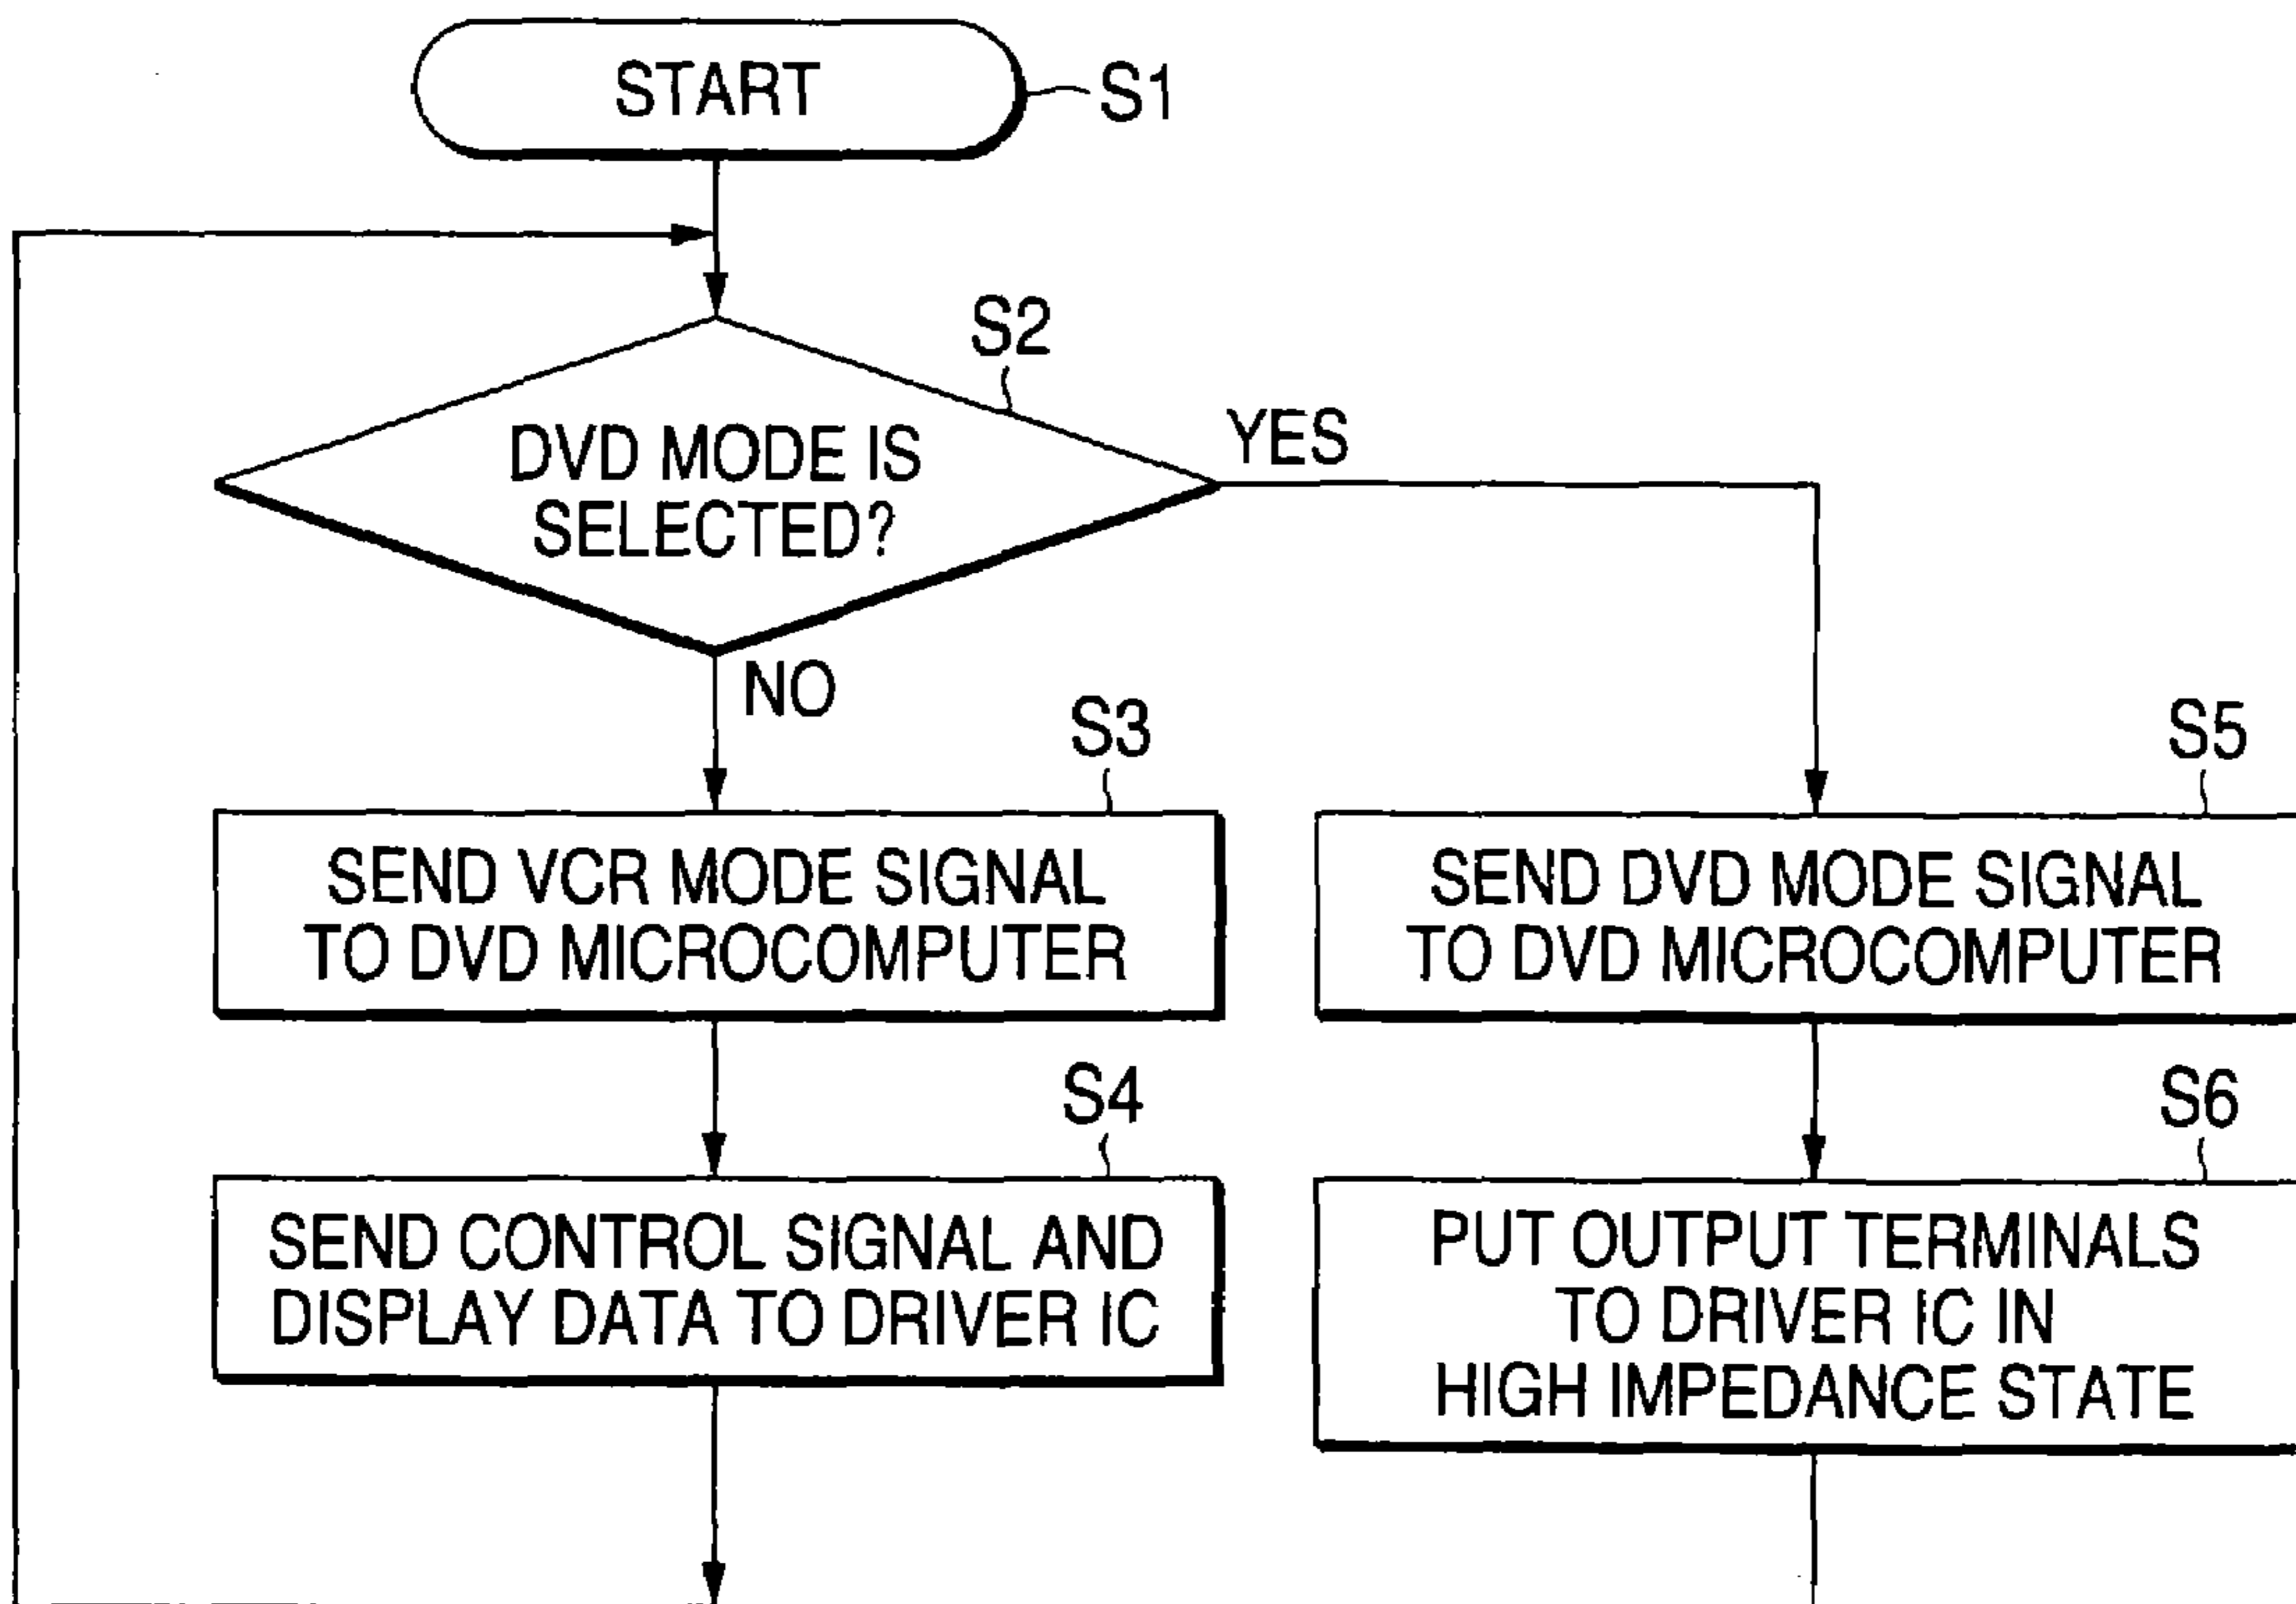 START
S1
S2
DVD MODE IS
SELECTED?
YES
NO
S3
SEND VCR MODE SIGNAL
TO DVD MICROCOMPUTER
S5
SEND DVD MODE SIGNAL
TO DVD MICROCOMPUTER
S4
SEND CONTROL SIGNAL AND
DISPLAY DATA TO DRIVER IC
S6
PUT OUTPUT TERMINALS
TO DRIVER IC IN
HIGH IMPEDANCE STATE